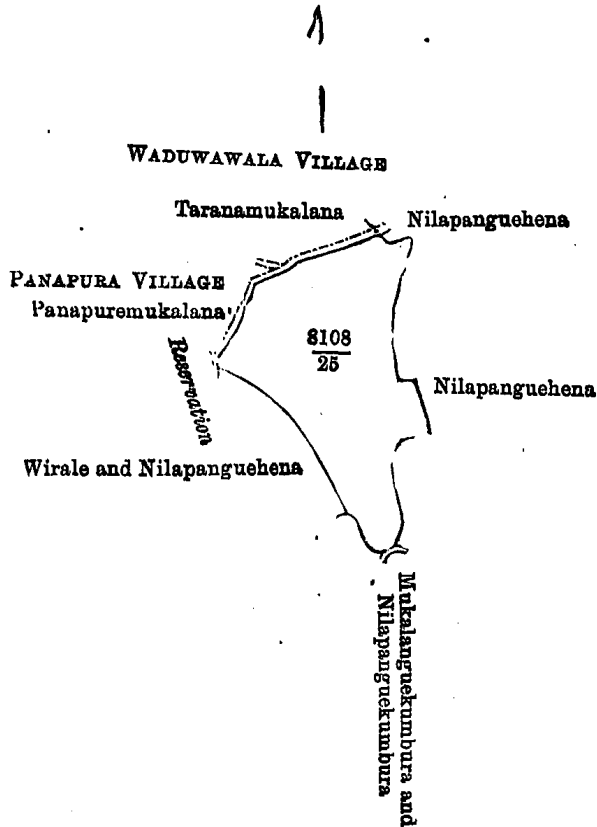 WADUWAWALA VILLAGE
Taranamukalana
Nilapanguehena
PANAPURA VILLAGE
Panapuremukalana
8108
25
Reservation
Nilapanguehena
Wirale and Nilapanguehena
Mukalanguekumbura and
Nilapanguekumbura